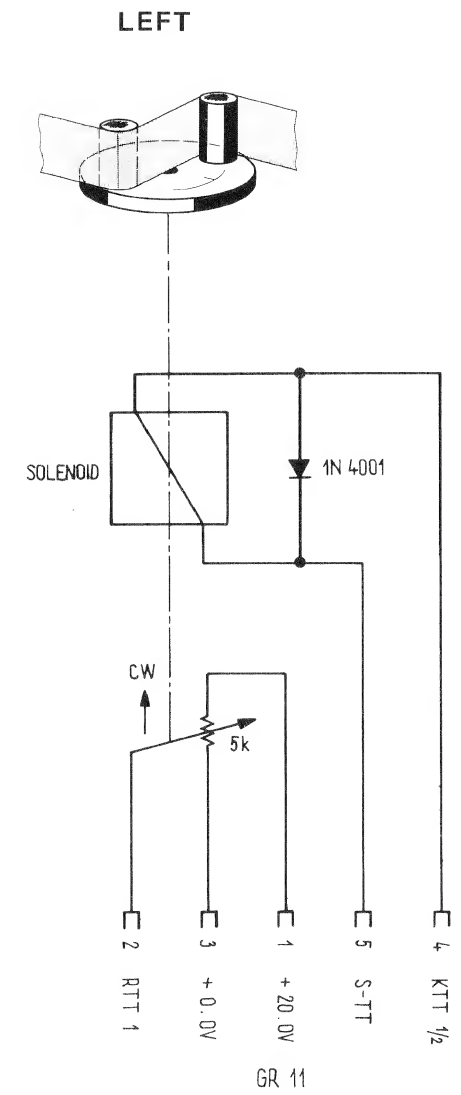 LEFT
SOLENOID
1N 4001
CW
5k
2 RTT 1
3 + 0.0V
1 + 20.0V
5 S-TT
4 KTT 1/2
GR 11